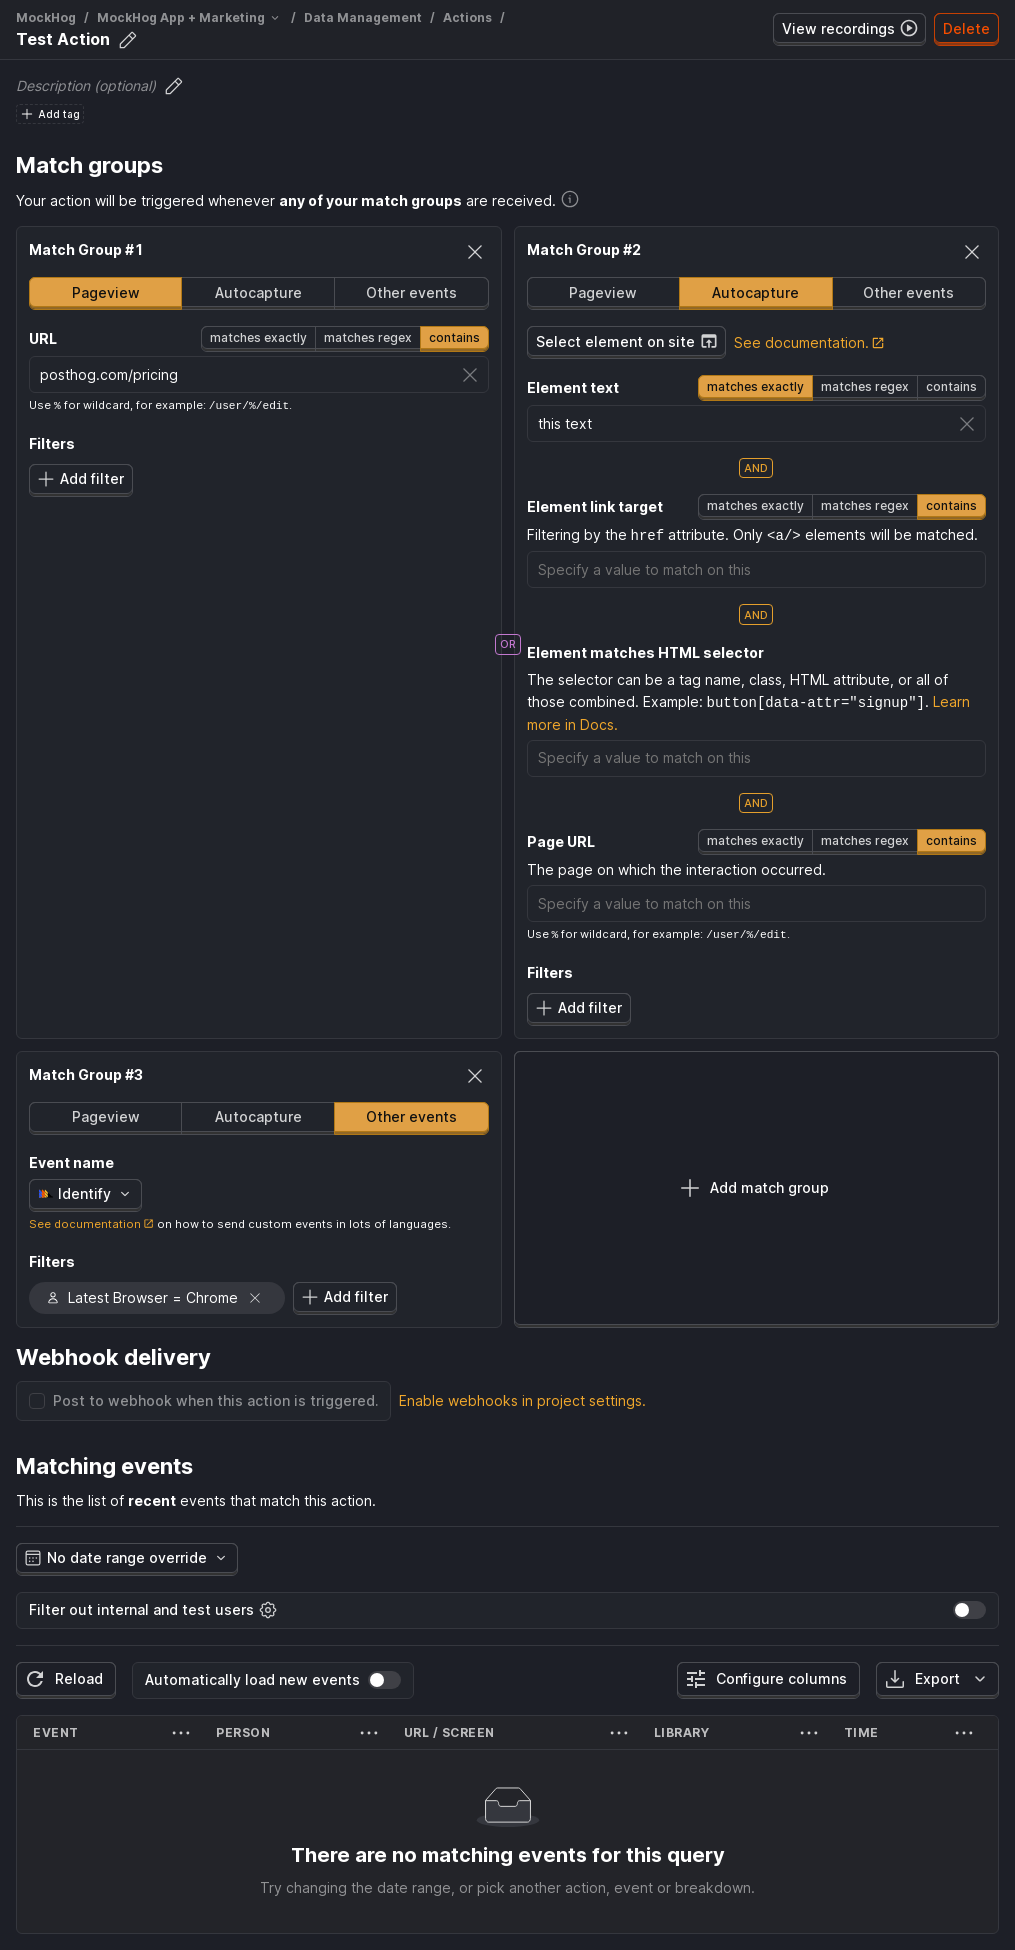 MockHog / MockHog App + Marketing / Data Management / Actions /
Test Action
View recordings
Delete
Description (optional)
Add tag
Match groups
Your action will be triggered whenever any of your match groups are received.
Match Group #1
Pageview Autocapture Other events
URL matches exactly matches regex contains
posthog.com/pricing
Use % for wildcard, for example: /user/%/edit.
Filters
Add filter
OR
Match Group #2
Pageview Autocapture Other events
Select element on site See documentation.
Element text matches exactly matches regex contains
this text
AND
Element link target matches exactly matches regex contains
Filtering by the href attribute. Only <a/> elements will be matched.
Specify a value to match on this
AND
Element matches HTML selector
The selector can be a tag name, class, HTML attribute, or all of
those combined. Example: button[data-attr="signup"]. Learn
more in Docs.
Specify a value to match on this
AND
Page URL matches exactly matches regex contains
The page on which the interaction occurred.
Specify a value to match on this
Use % for wildcard, for example: /user/%/edit.
Filters
Add filter
Match Group #3
Pageview Autocapture Other events
Event name
Identify
See documentation on how to send custom events in lots of languages.
Filters
Latest Browser = Chrome Add filter
Add match group
Webhook delivery
Post to webhook when this action is triggered. Enable webhooks in project settings.
Matching events
This is the list of recent events that match this action.
No date range override
Filter out internal and test users
Reload Automatically load new events Configure columns Export
EVENT PERSON URL / SCREEN LIBRARY TIME
There are no matching events for this query
Try changing the date range, or pick another action, event or breakdown.